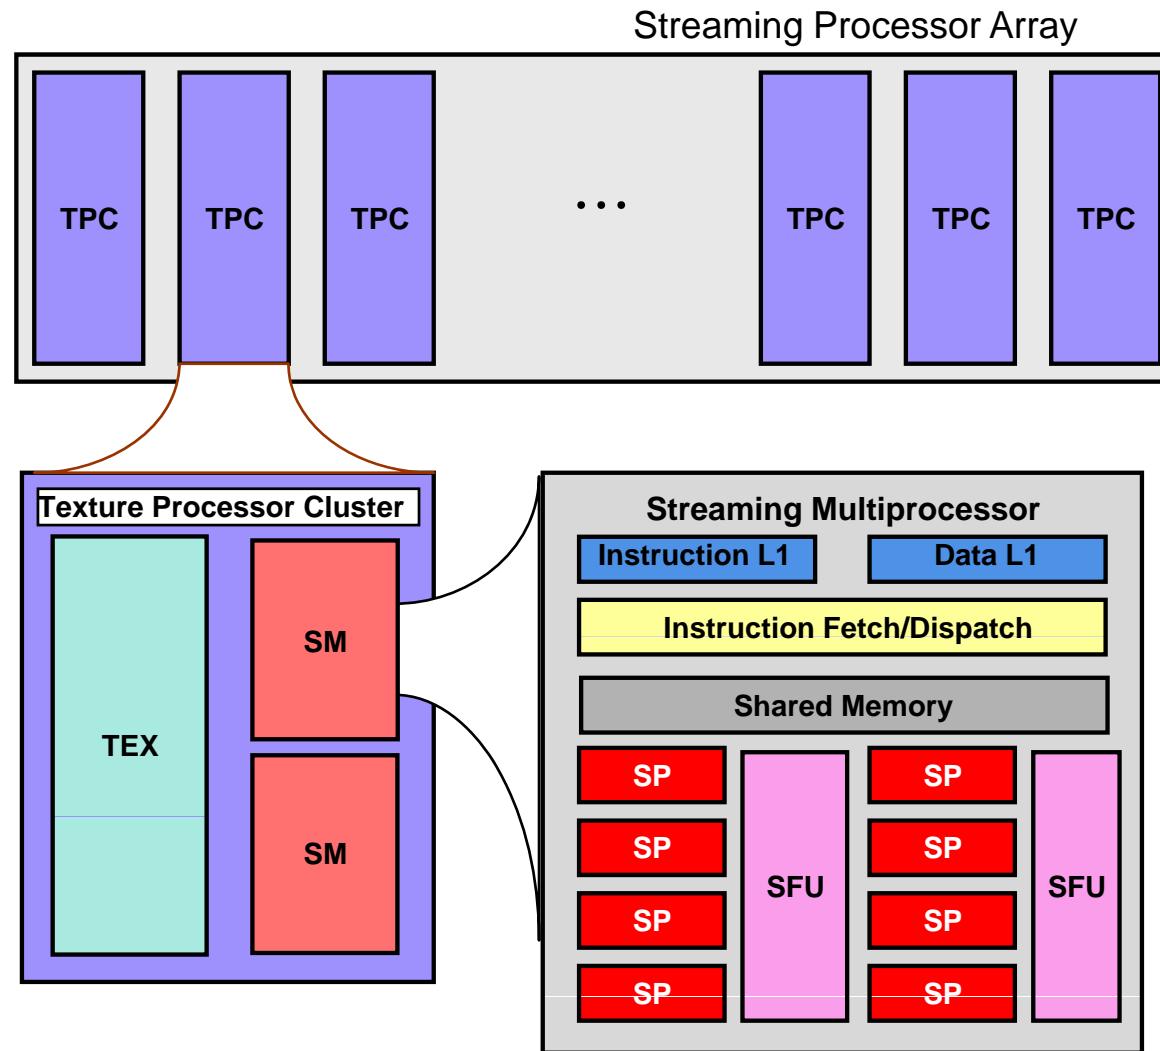 Streaming Processor Array
TPC TPC TPC ... TPC TPC TPC
Texture Processor Cluster
TEX
SM
SM
Streaming Multiprocessor
Instruction L1 Data L1
Instruction Fetch/Dispatch
Shared Memory
SP SP
SP SP
SFU SFU
SP SP
SP SP